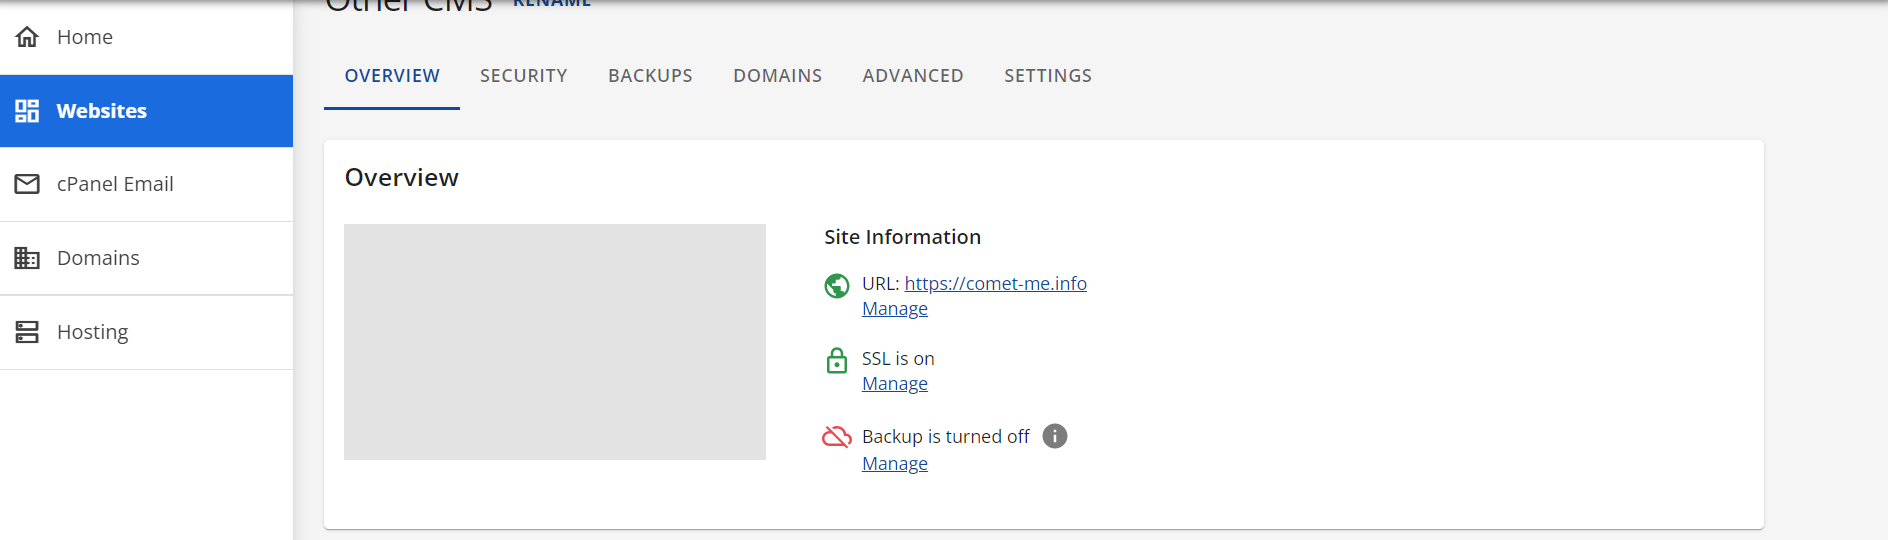 Other CMS RENAME
Home
Websites
cPanel Email
Domains
Hosting
OVERVIEW SECURITY BACKUPS DOMAINS ADVANCED SETTINGS
Overview
Site Information
URL: https://comet-me.info
Manage
SSL is on
Manage
Backup is turned off
Manage